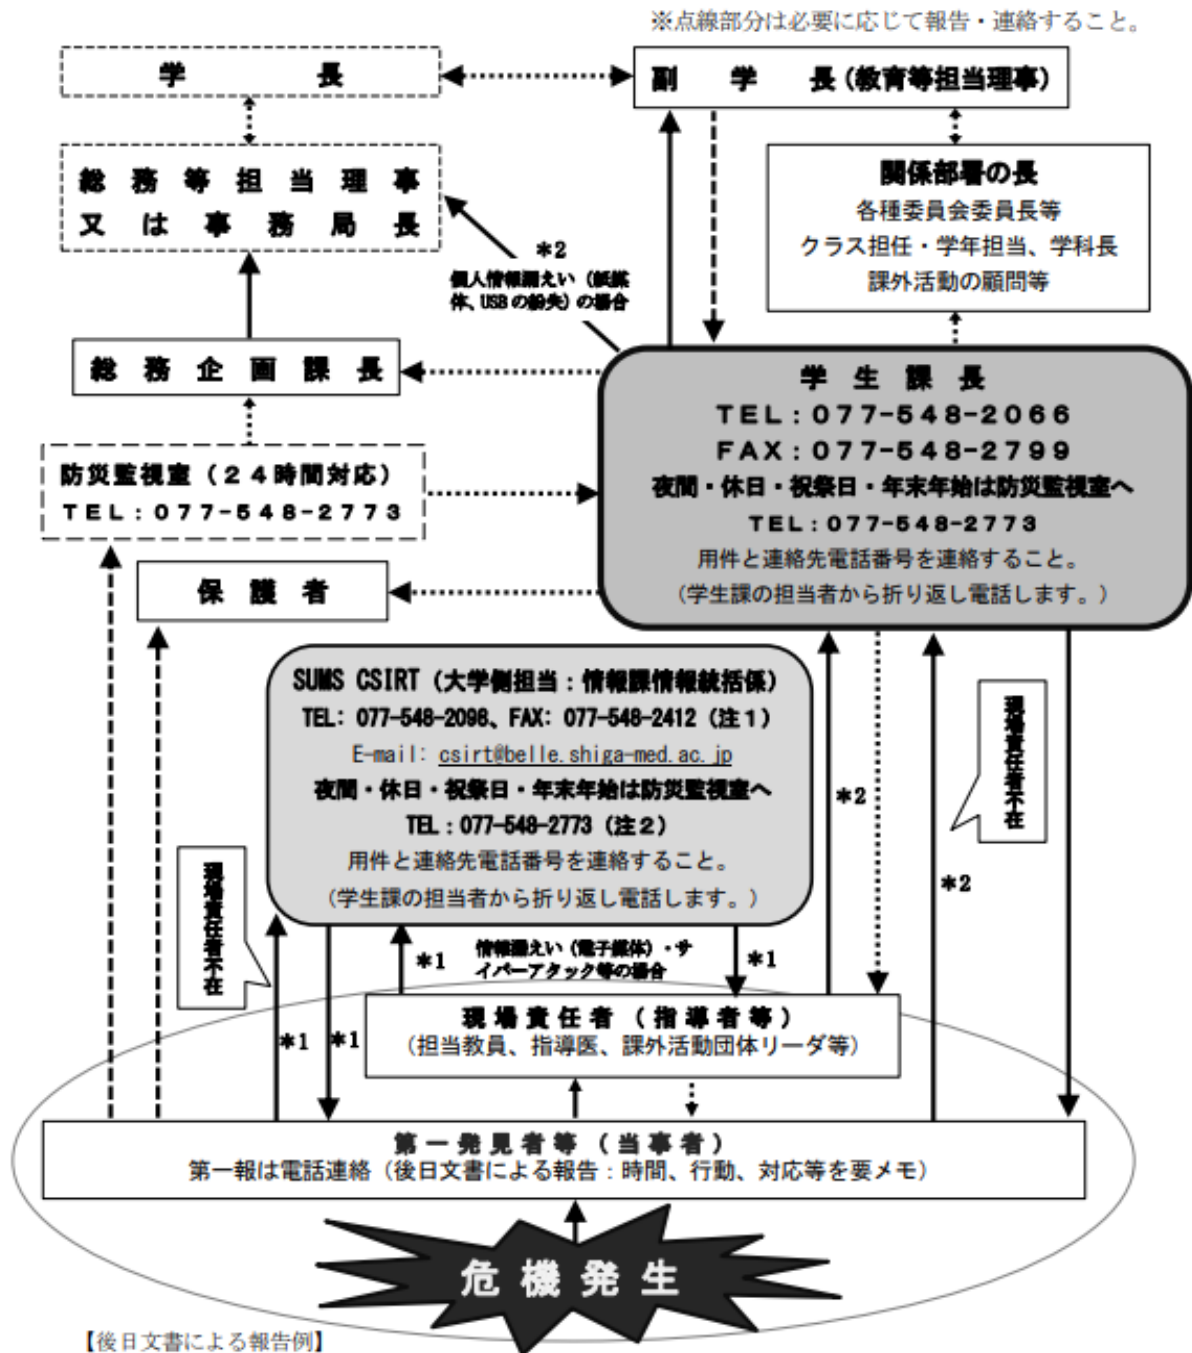 ※点線部分は必要に応じて報告・連絡すること。
学長
副学長(教育等担当理事)
総務等担当理事
又は事務局長
関係部署の長
各種委員会委員長等
クラス担任・学年担当、学科長
課外活動の顧問等
*2
個人情報漏えい(紙媒
体、USBの紛失)の場合
総務企画課長
学生課長
TEL:077-548-2066
FAX:077-548-2799
夜間・休日・祝祭日・年末年始は防災監視室へ
TEL:077-548-2773
用件と連絡先電話番号を連絡すること。
(学生課の担当者から折り返し電話します。)
防災監視室(24時間対応)
TEL:077-548-2773
保護者
SUMS CSIRT(大学側担当:情報課情報統括係)
TEL: 077-548-2098、FAX: 077-548-2412(注1)
E-mail: csirt@belle.shiga-med.ac.jp
夜間・休日・祝祭日・年末年始は防災監視室へ
TEL:077-548-2773(注2)
用件と連絡先電話番号を連絡すること。
(学生課の担当者から折り返し電話します。)
現場責任者不在
*2
*2
現場責任者不在
*1
情報漏えい(電子媒体)・サ
イバーアタック等の場合
*1
*1
*1
現場責任者(指導者等)
(担当教員、指導医、課外活動団体リーダ等)
第一発見者等(当事者)
第一報は電話連絡(後日文書による報告:時間、行動、対応等を要メモ)
危機発生
【後日文書による報告例】